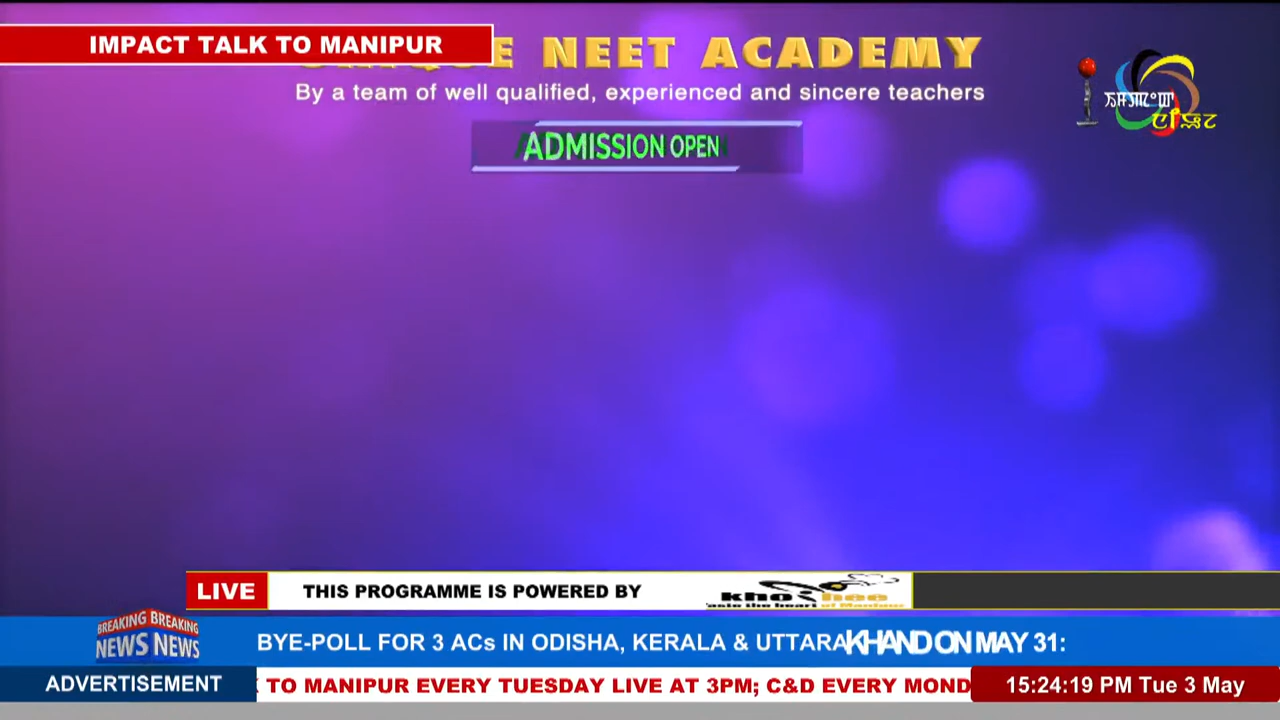 IMPACT TALK TO MANIPUR
NEET ACADEMY
By a team of well qualified, experienced and sincere teachers
ADMISSION OPEN
LIVE
THIS PROGRAMME IS POWERED BY
BREAKING BREAKING
NEWS NEWS
BYE-POLL FOR 3 ACs IN ODISHA, KERALA & UTTARAKHAND ON MAY 31:
ADVERTISEMENT
TO MANIPUR EVERY TUESDAY LIVE AT 3PM; C&D EVERY MOND
15:24:19 PM Tue 3 May